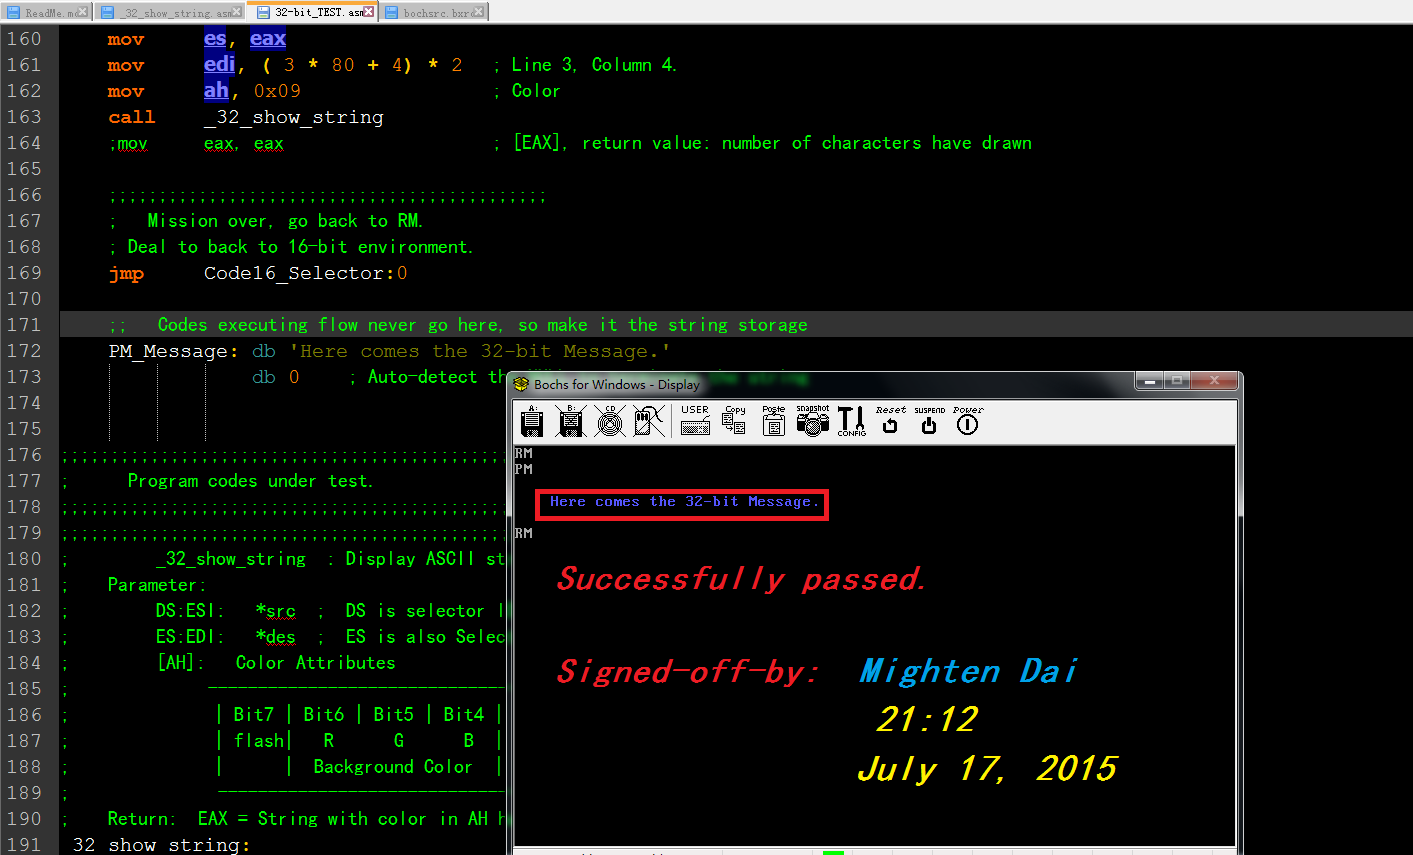 ReadMe.m
_32_show_string.asm
32-bit_TEST.asm
bochsrc.bxr
160 mov es, eax
161 mov edi, ( 3 * 80 + 4) * 2 ; Line 3, Column 4.
162 mov ah, 0x09 ; Color
163 call _32_show_string
164 ;mov eax, eax ; [EAX], return value: number of characters have drawn
165
166 ;;;;;;;;;;;;;;;;;;;;;;;;;;;;;;;;;;;;;;;;;;;;
167 ; Mission over, go back to RM.
168 ; Deal to back to 16-bit environment.
169 jmp Code16_Selector:0
170
171 ;; Codes executing flow never go here, so make it the string storage
172 PM_Message: db 'Here comes the 32-bit Message.'
173 db 0 ; Auto-detect the string
174
175
176 ;;;;;;;;;;;;;;;;;;;;;;;;;;;;;;;;;;;;;;;;;;;;
177 ; Program codes under test.
178 ;;;;;;;;;;;;;;;;;;;;;;;;;;;;;;;;;;;;;;;;;;;;
179 ;;;;;;;;;;;;;;;;;;;;;;;;;;;;;;;;;;;;;;;;;;;;
180 ; _32_show_string : Display ASCII st
181 ; Parameter:
182 ; DS:ESI: *src ; DS is selector
183 ; ES:EDI: *des ; ES is also Selec
184 ; [AH]: Color Attributes
185 ; ------------------------------
186 ; | Bit7 | Bit6 | Bit5 | Bit4 |
187 ; | flash| R G B |
188 ; | | Background Color |
189 ; ------------------------------
190 ; Return: EAX = String with color in AH
191 _32_show_string:
Bochs for Windows - Display
A: B: CD USER Copy Paste snapshot CONFIG Reset SUSPEND Power
RM
PM
Here comes the 32-bit Message.
RM
Successfully passed.
Signed-off-by: Mighten Dai
21:12
July 17, 2015